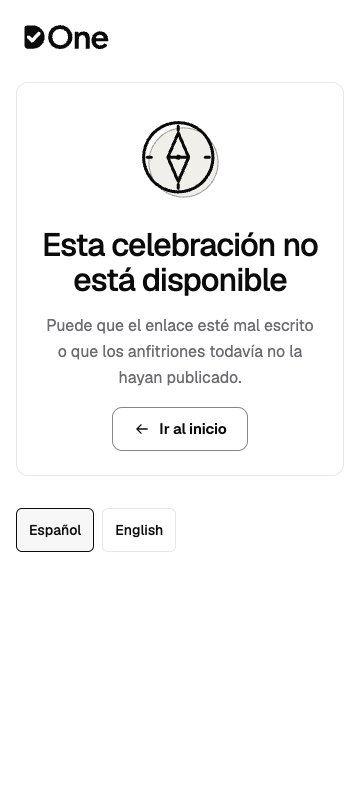 One
Esta celebración no
está disponible
Puede que el enlace esté mal escrito
o que los anfitriones todavía no la
hayan publicado.
← Ir al inicio
Español English